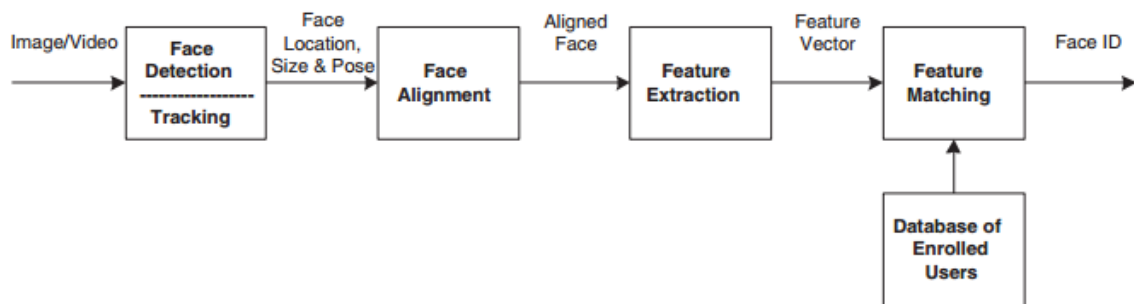 Image/Video
Face
Detection
-------------------
Tracking
Face
Location,
Size & Pose
Face
Alignment
Aligned
Face
Feature
Extraction
Feature
Vector
Feature
Matching
Face ID
Database of
Enrolled
Users